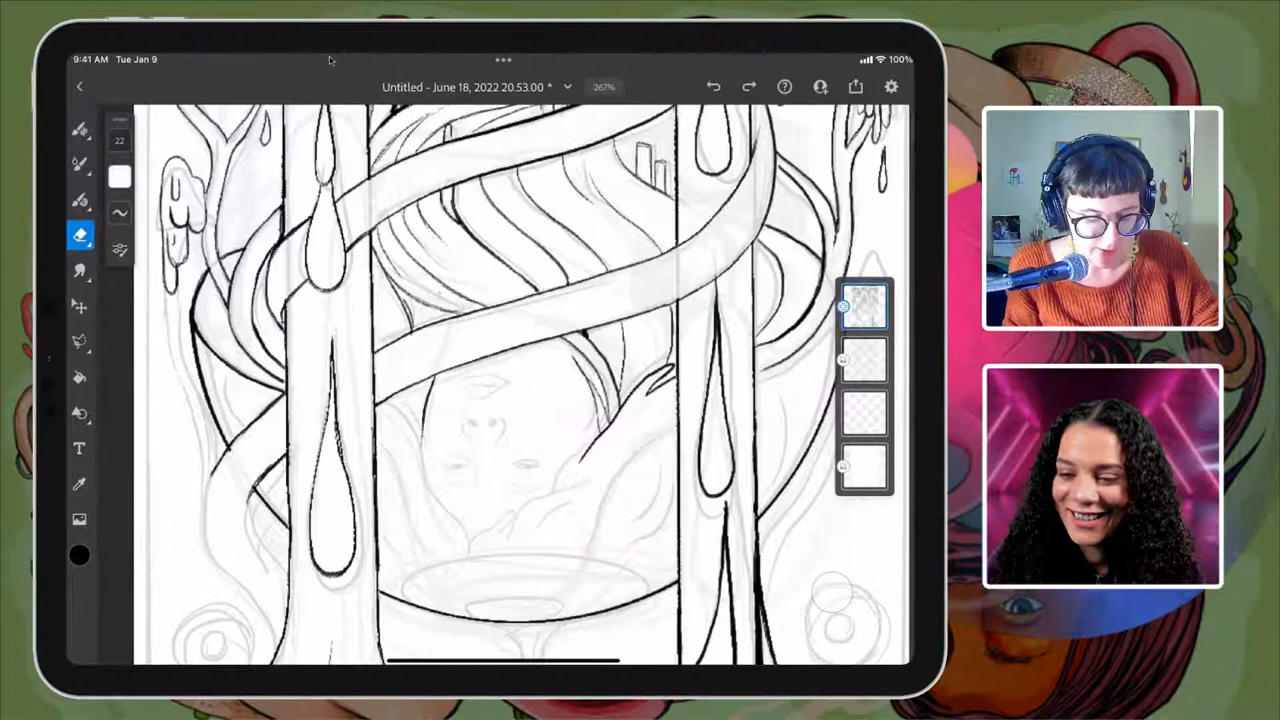 9:41 AM Tue Jan 9
100%
Untitled - June 18, 2022 20.53.00 *
267%
22
T